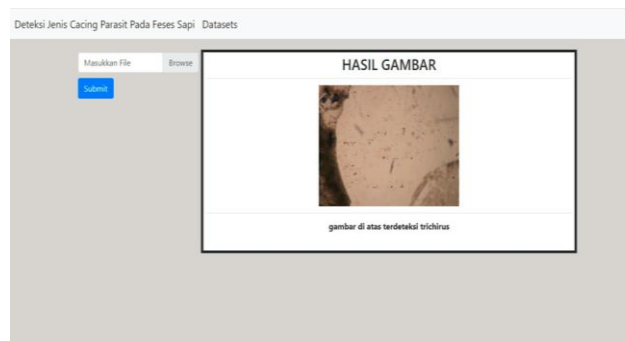 Deteksi Jenis Cacing Parasit Pada Feses Sapi Datasets
Masukkan File Browse
Submit
HASIL GAMBAR
gambar di atas terdeteksi trichirus